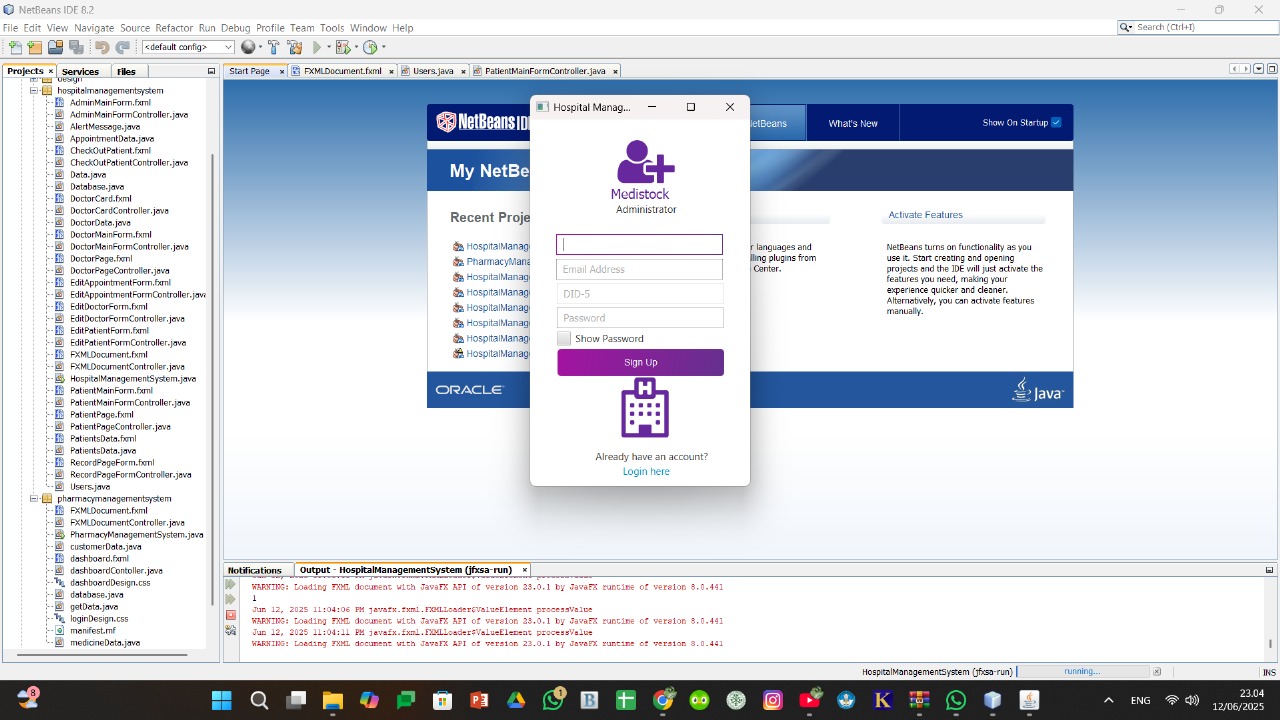 NetBeans IDE 8.2
File Edit View Navigate Source Refactor Run Debug Profile Team Tools Window Help
Search (Ctrl+I)
<default config>
Projects
Services
Files
Start Page
FXMLDocument.fxml
Users.java
PatientMainFormController.java
design
hospitalmanagementsystem
AdminMainForm.fxml
AdminMainFormController.java
AlertMessage.java
AppointmentData.java
CheckOutPatient.fxml
CheckOutPatientController.java
Data.java
Database.java
DoctorCard.fxml
DoctorCardController.java
DoctorData.java
DoctorMainForm.fxml
DoctorMainFormController.java
DoctorPage.fxml
DoctorPageController.java
EditAppointmentForm.fxml
EditAppointmentFormController.java
EditDoctorForm.fxml
EditDoctorFormController.java
EditPatientForm.fxml
EditPatientFormController.java
FXMLDocument.fxml
FXMLDocumentController.java
HospitalManagementSystem.java
PatientMainForm.fxml
PatientMainFormController.java
PatientPage.fxml
PatientPageController.java
PatientsData.fxml
PatientsData.java
RecordPageForm.fxml
RecordPageFormController.java
Users.java
pharmacymanagementsystem
FXMLDocument.fxml
FXMLDocumentController.java
PharmacyManagementSystem.java
customerData.java
dashboard.fxml
dashboardContoller.java
dashboardDesign.css
database.java
getData.java
loginDesign.css
manifest.mf
medicineData.java
NetBeans IDE
etBeans
What's New
Show On Startup
My NetBe
Recent Proje
HospitalManag
PharmacyMana
HospitalManag
HospitalManag
HospitalManag
HospitalManag
HospitalManag
HospitalManag
r languages and
lling plugins from
Center.
Activate Features
NetBeans turns on functionality as you
use it. Start creating and opening
projects and the IDE will just activate the
features you need, making your
experience quicker and cleaner.
Alternatively, you can activate features
manually.
ORACLE
Java
Hospital Manag...
Medistock
Administrator
Email Address
DID-5
Password
Show Password
Sign Up
H
Already have an account?
Login here
Notifications
Output - HospitalManagementSystem (jfxsa-run)
WARNING: Loading FXML document with JavaFX API of version 23.0.1 by JavaFX runtime of version 8.0.441
1
Jun 12, 2025 11:04:06 PM javafx.fxml.FXMLLoader$ValueElement processValue
WARNING: Loading FXML document with JavaFX API of version 23.0.1 by JavaFX runtime of version 8.0.441
Jun 12, 2025 11:04:11 PM javafx.fxml.FXMLLoader$ValueElement processValue
WARNING: Loading FXML document with JavaFX API of version 23.0.1 by JavaFX runtime of version 8.0.441
HospitalManagementSystem (jfxsa-run)
running...
INS
8
1
ENG
23.04
12/06/2025